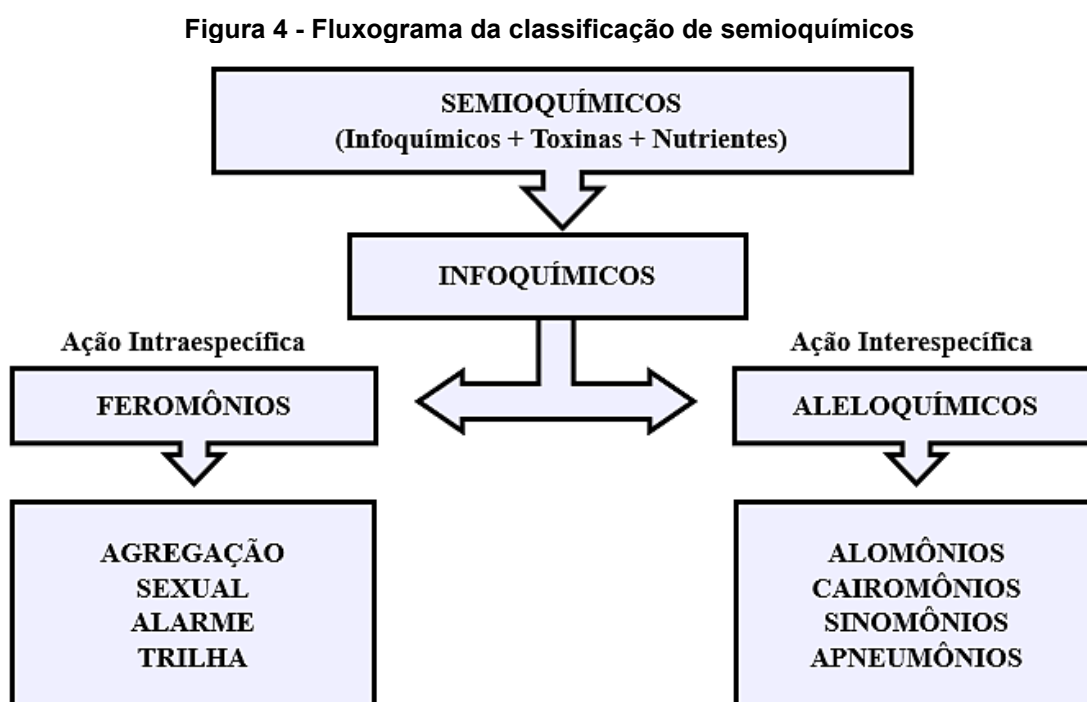 Figura 4 - Fluxograma da classificação de semioquímicos
SEMIOQUÍMICOS
(Infoquímicos + Toxinas + Nutrientes)
INFOQUÍMICOS
Ação Intraespecífica
FEROMÔNIOS
AGREGAÇÃO
SEXUAL
ALARME
TRILHA
Ação Interespecífica
ALELOQUÍMICOS
ALOMÔNIOS
CAIROMÔNIOS
SINOMÔNIOS
APNEUMÔNIOS